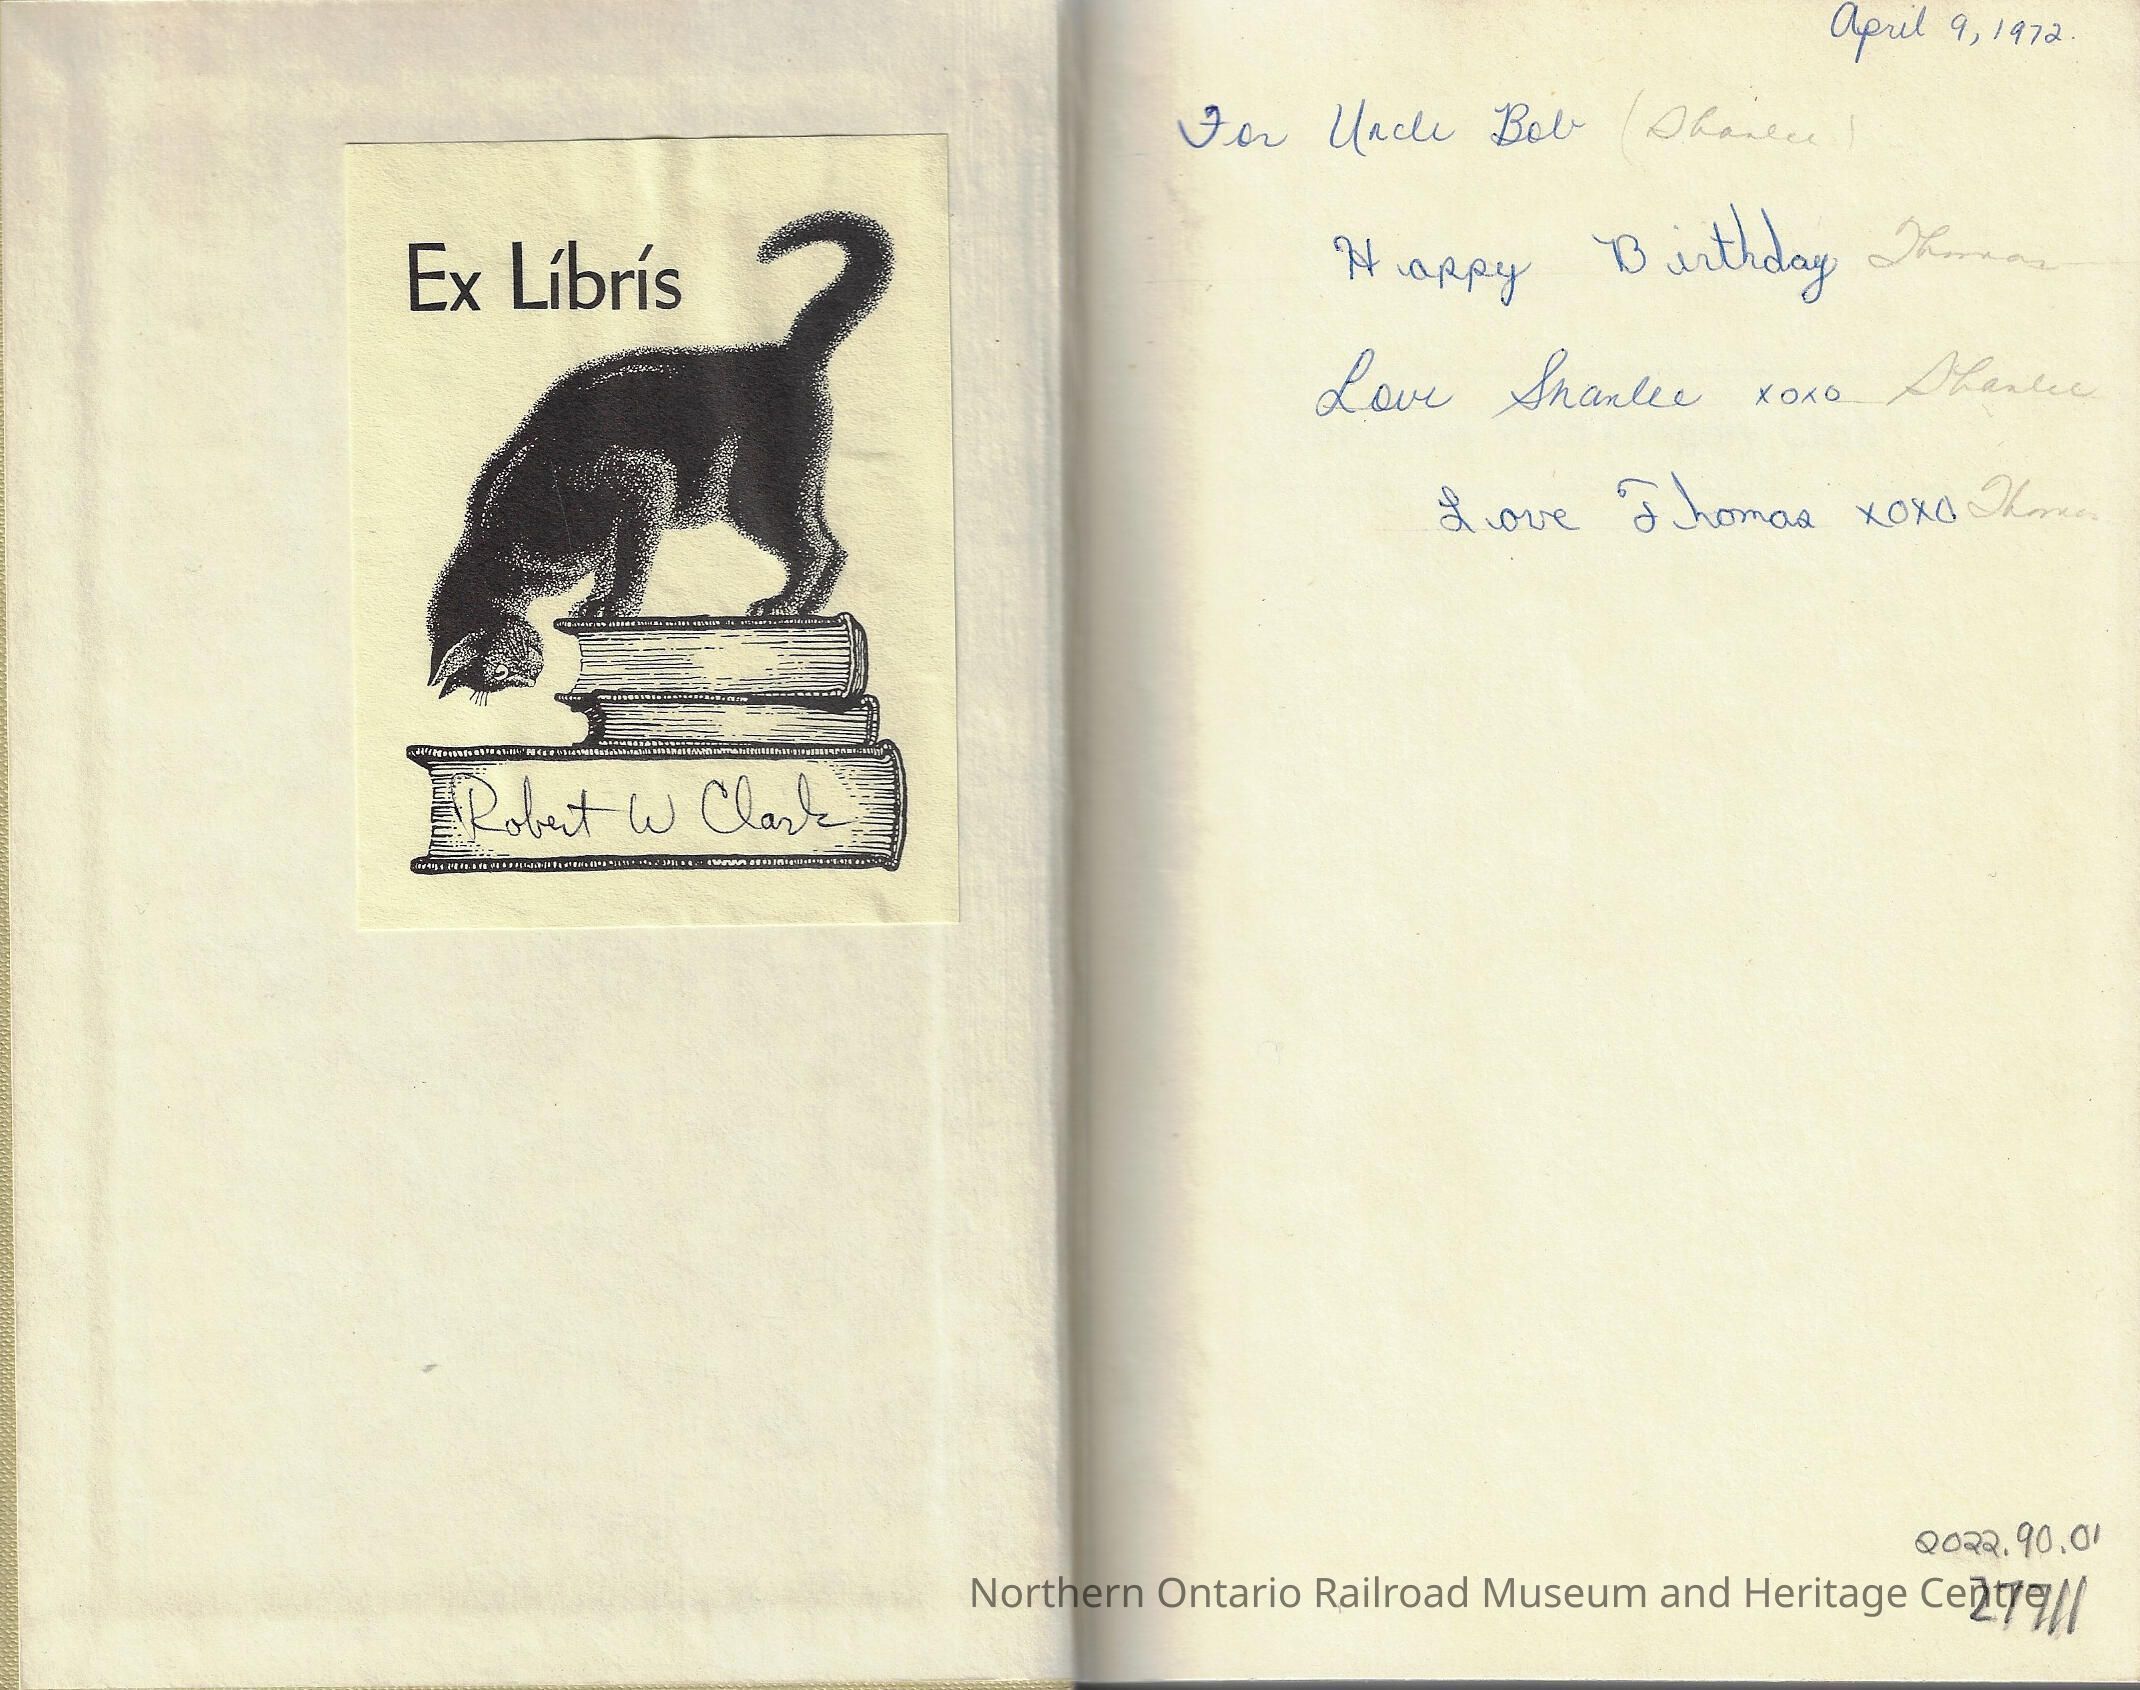 Ex Líbrís
Robert W Clark
April 9, 1972.
For Uncle Bob (Shanlee)
Happy Birthday Thomas
Love Shanlee xoxo Shanlee
Love Thomas xoxo Thomas
2022.90.01
Northern Ontario Railroad Museum and Heritage Centre